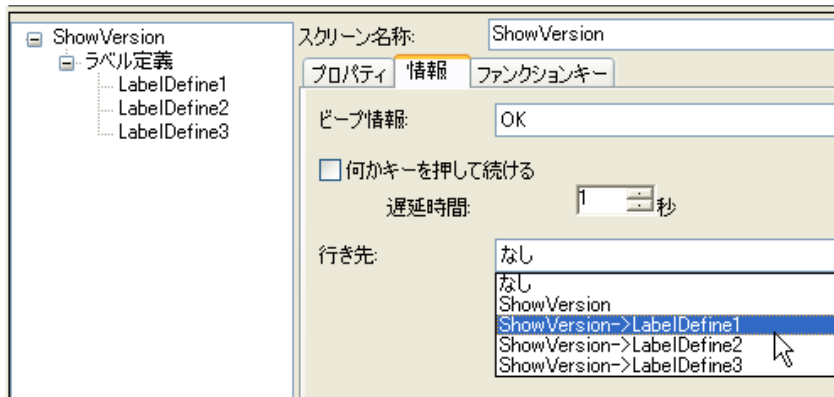 ShowVersion
ラベル定義
LabelDefine1
LabelDefine2
LabelDefine3
スクリーン名称: ShowVersion
プロパティ 情報 ファンクションキー
ビープ情報: OK
何かキーを押して続ける
遅延時間: 1 秒
行き先: なし
なし
ShowVersion
ShowVersion->LabelDefine1
ShowVersion->LabelDefine2
ShowVersion->LabelDefine3